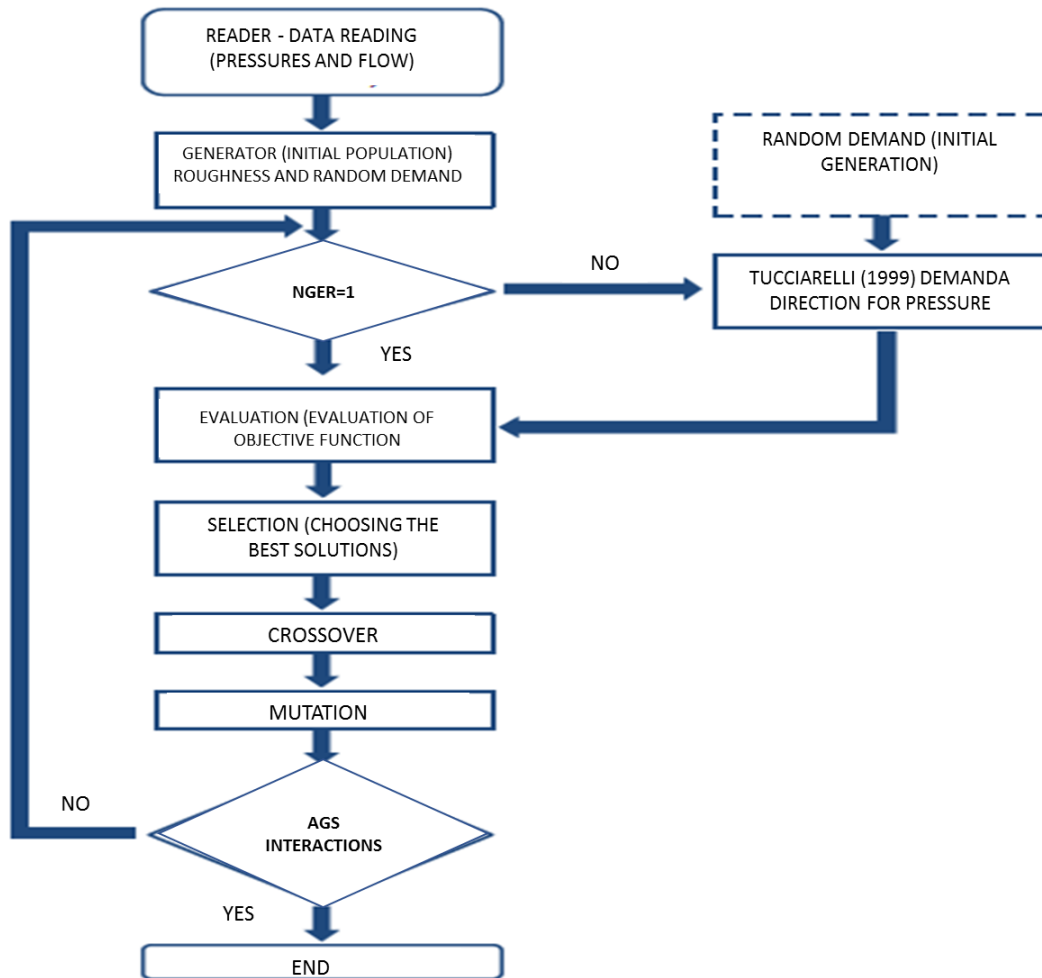 READER - DATA READING
(PRESSURES AND FLOW)
GENERATOR (INITIAL POPULATION)
ROUGHNESS AND RANDOM DEMAND
RANDOM DEMAND (INITIAL
GENERATION)
NGER=1
NO
TUCCIARELLI (1999) DEMANDA
DIRECTION FOR PRESSURE
YES
EVALUATION (EVALUATION OF
OBJECTIVE FUNCTION
SELECTION (CHOOSING THE
BEST SOLUTIONS)
CROSSOVER
MUTATION
NO
AGS
INTERACTIONS
YES
END